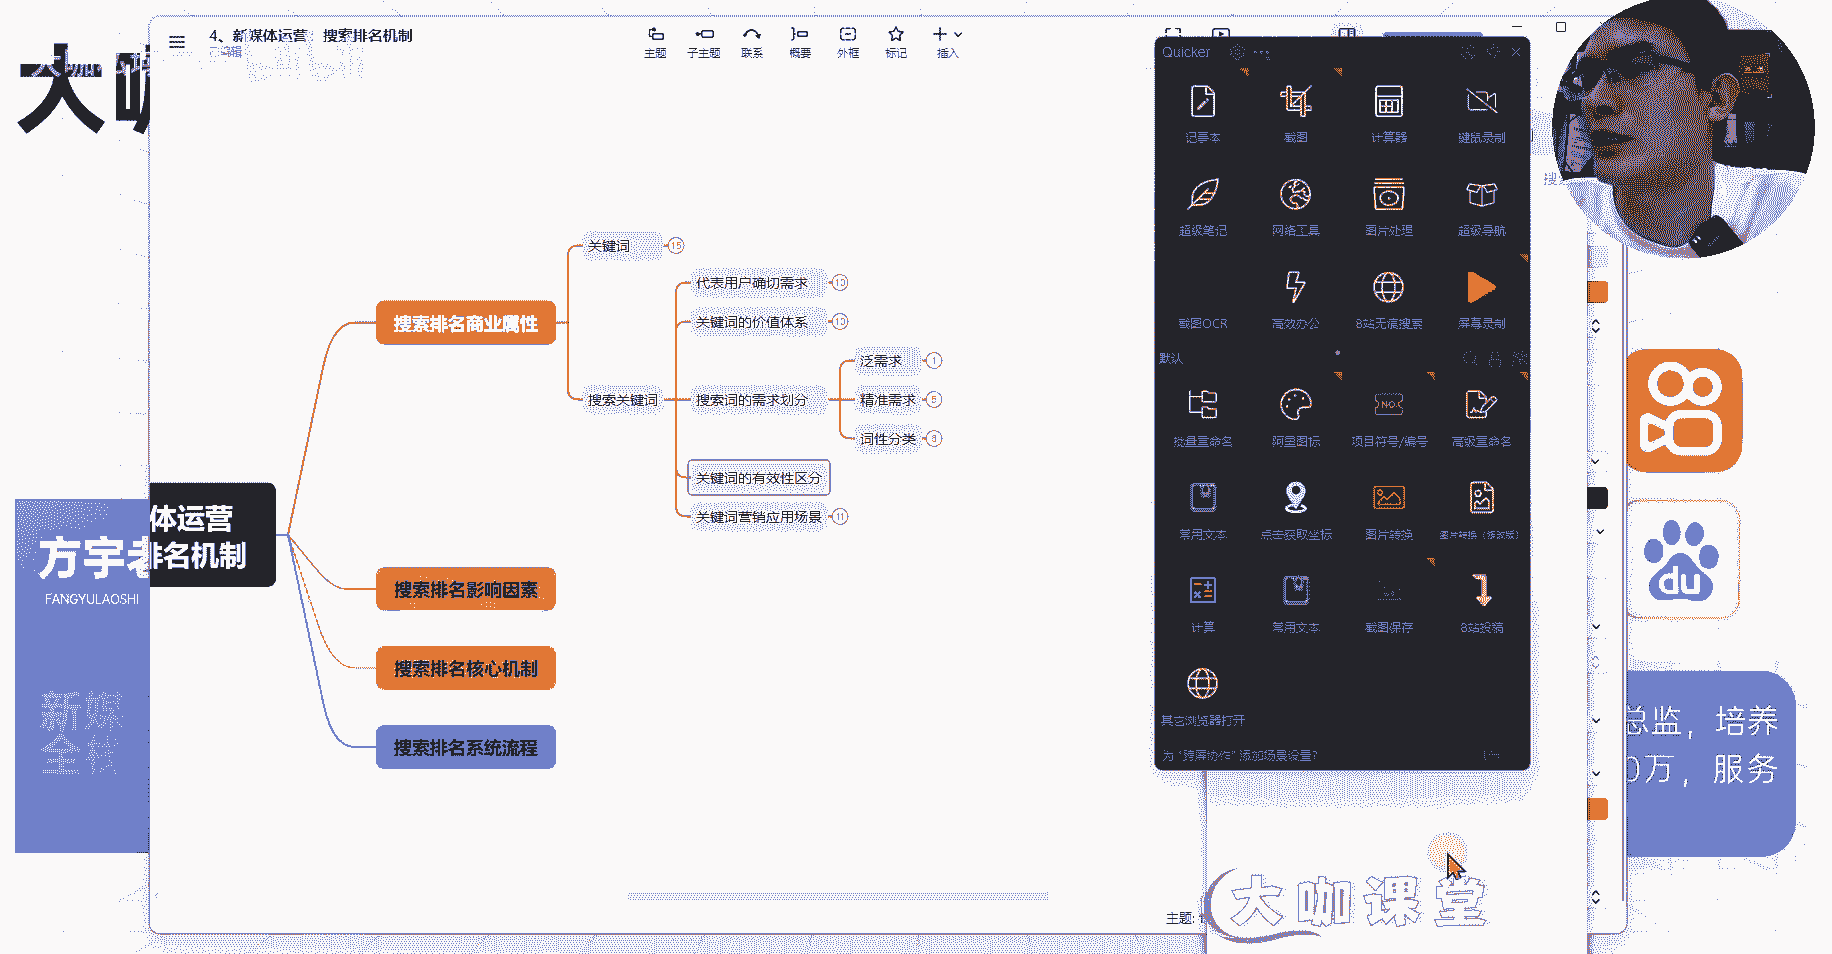 4、新媒体运营：搜索排名机制
已编辑
主题
子主题
联系
概要
外框
标记
插入
大咖
体运营
排名机制
搜索排名商业属性
关键词
15
搜索关键词
代表用户确切需求
10
关键词的价值体系
10
搜索词的需求划分
泛需求
1
精准需求
6
词性分类
8
关键词的有效性区分
关键词营销应用场景
11
搜索排名影响因素
搜索排名核心机制
搜索排名系统流程
方宇老
FANGYULAOSHI
新媒
全栈
Quicker
记事本
截图
计算器
键鼠录制
超级笔记
网络工具
图片处理
超级导航
截图OCR
高效办公
B站无痕搜索
屏幕录制
默认
批量重命名
阿里图标
项目符号/编号
高级重命名
常用文本
点击获取坐标
图片转换
计算
常用文本
截图保存
B站投稿
其它浏览器打开
为“跨屏协作”添加场景设置?
主题:
大咖课堂
du
总监，培养
0万，服务